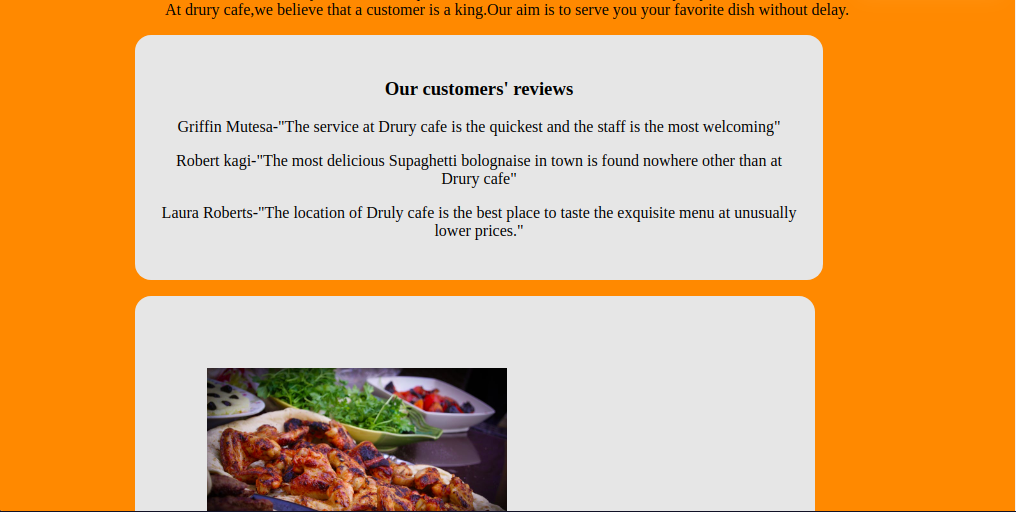 At drury cafe,we believe that a customer is a king.Our aim is to serve you your favorite dish without delay.
Our customers' reviews
Griffin Mutesa-"The service at Drury cafe is the quickest and the staff is the most welcoming"
Robert kagi-"The most delicious Supaghetti bolognaise in town is found nowhere other than at
Drury cafe"
Laura Roberts-"The location of Druly cafe is the best place to taste the exquisite menu at unusually
lower prices."